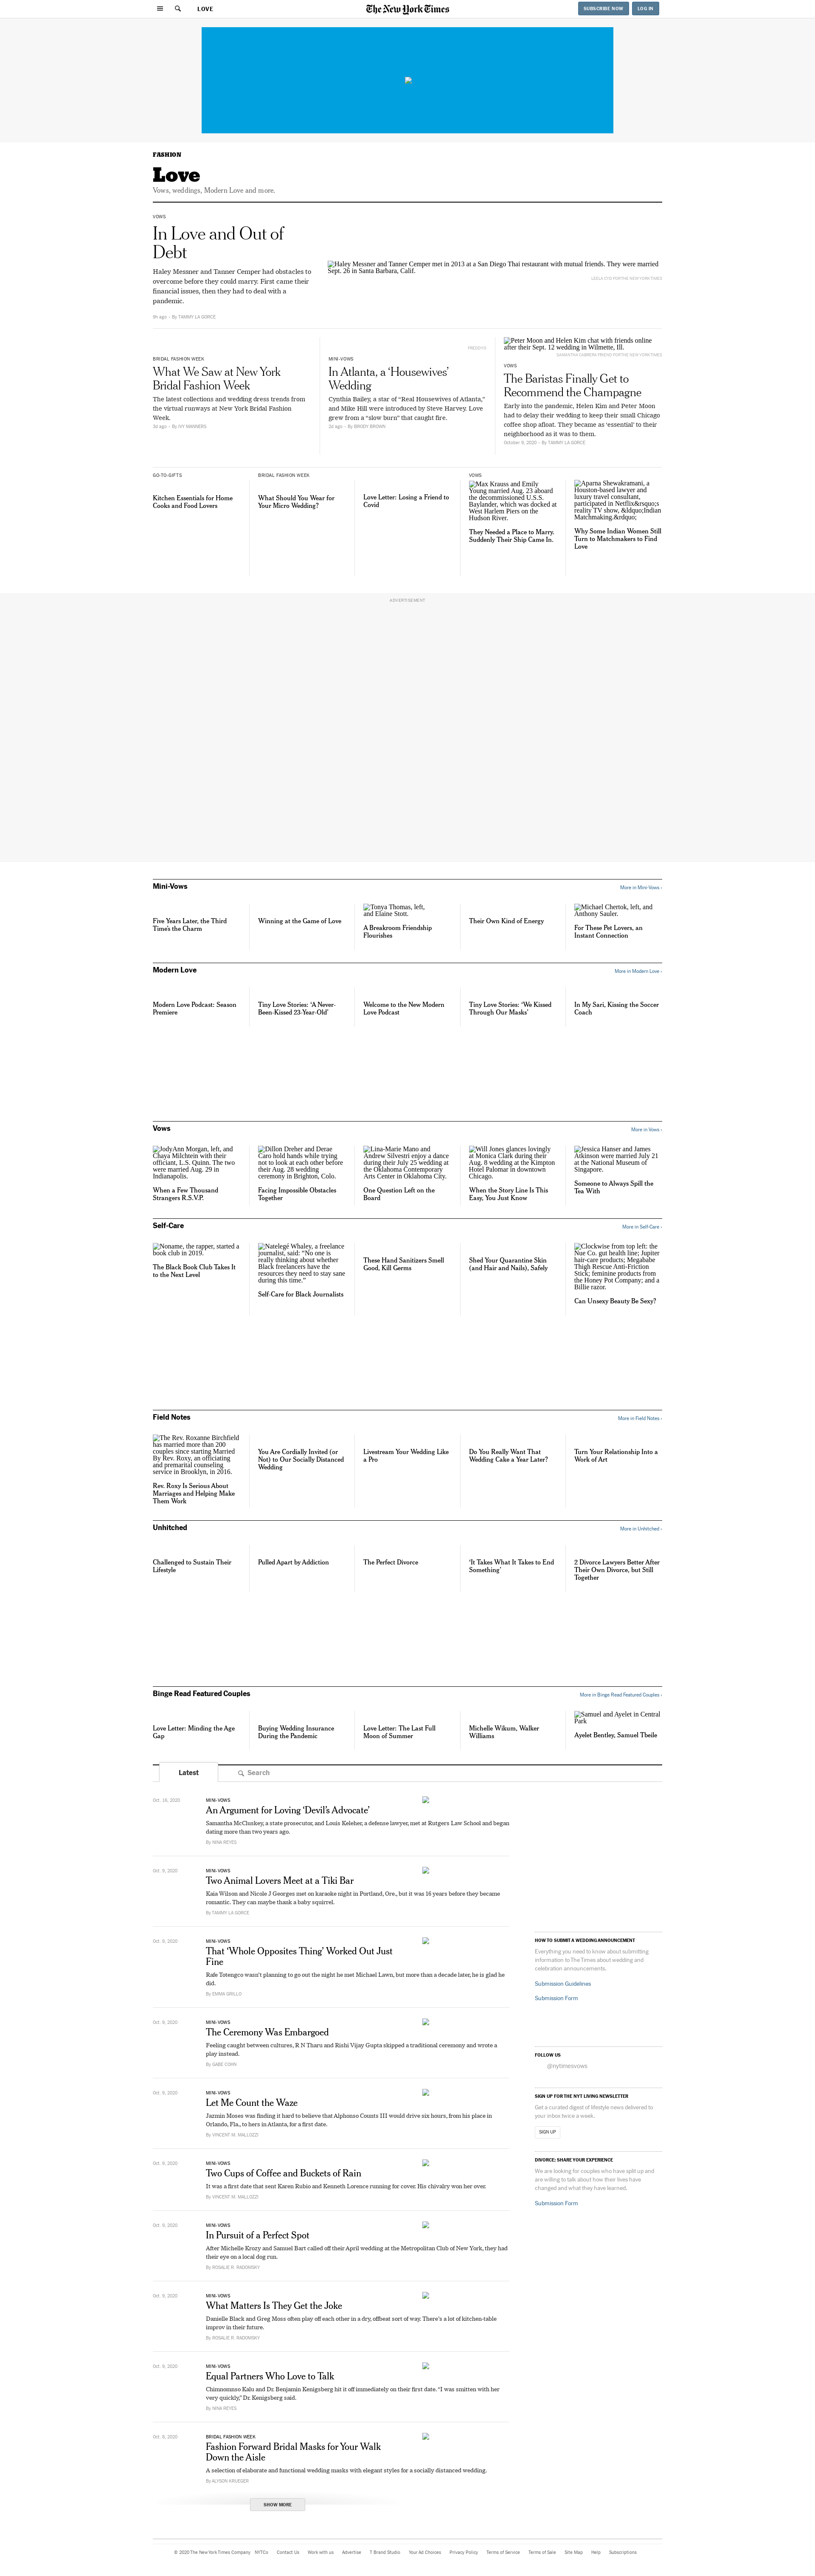 LOVE
The New York Times
SUBSCRIBE NOW
LOG IN
FASHION
Love
Vows, weddings, Modern Love and more.
VOWS
In Love and Out of
Debt
Haley Messner and Tanner Cemper had obstacles to
overcome before they could marry. First came their
financial issues, then they had to deal with a
pandemic.
9h ago · By TAMMY LA GORCE
Haley Messner and Tanner Cemper met in 2013 at a San Diego Thai restaurant with mutual friends. They were married
Sept. 26 in Santa Barbara, Calif.
BRIDAL FASHION WEEK
What We Saw at New York
Bridal Fashion Week
The latest collections and wedding dress trends from
the virtual runways at New York Bridal Fashion
Week.
3d ago · By IVY MANNERS
MINI-VOWS
In Atlanta, a ‘Housewives’
Wedding
Cynthia Bailey, a star of “Real Housewives of Atlanta,”
and Mike Hill were introduced by Steve Harvey. Love
grew from a “slow burn” that caught fire.
2d ago · By BRODY BROWN
Peter Moon and Helen Kim chat with friends online
after their Sept. 12 wedding in Wilmette, Ill.
VOWS
The Baristas Finally Get to
Recommend the Champagne
Early into the pandemic, Helen Kim and Peter Moon
had to delay their wedding to keep their small Chicago
coffee shop afloat. They became as ‘essential’ to their
neighborhood as it was to them.
October 9, 2020 · By TAMMY LA GORCE
GO-TO-GIFTS
Kitchen Essentials for Home
Cooks and Food Lovers
BRIDAL FASHION WEEK
What Should You Wear for
Your Micro Wedding?
Love Letter: Losing a Friend to
Covid
VOWS
Max Krauss and Emily
Young married Aug. 23 aboard
the decommissioned U.S.S.
Baylander, which was docked at
West Harlem Piers on the
Hudson River.
They Needed a Place to Marry.
Suddenly Their Ship Came In.
Aparna Shewakramani, a
Houston-based lawyer and
luxury travel consultant,
participated in Netflix&rsquo;s
reality TV show, &ldquo;Indian
Matchmaking.&rdquo;
Why Some Indian Women Still
Turn to Matchmakers to Find
Love
ADVERTISEMENT
Mini-Vows
More in Mini-Vows ›
Five Years Later, the Third
Time’s the Charm
Winning at the Game of Love
Tonya Thomas, left,
and Elaine Stott.
A Breakroom Friendship
Flourishes
Their Own Kind of Energy
Michael Chertok, left, and
Anthony Sauler.
For These Pet Lovers, an
Instant Connection
Modern Love
More in Modern Love ›
Modern Love Podcast: Season
Premiere
Tiny Love Stories: ‘A Never-
Been-Kissed 23-Year-Old’
Welcome to the New Modern
Love Podcast
Tiny Love Stories: ‘We Kissed
Through Our Masks’
In My Sari, Kissing the Soccer
Coach
Vows
More in Vows ›
JodyAnn Morgan, left, and
Chaya Milchtein with their
officiant, L.S. Quinn. The two
were married Aug. 29 in
Indianapolis.
When a Few Thousand
Strangers R.S.V.P.
Dillon Dreher and Derae
Caro hold hands while trying
not to look at each other before
their Aug. 28 wedding
ceremony in Brighton, Colo.
Facing Impossible Obstacles
Together
Lina-Marie Mano and
Andrew Silvestri enjoy a dance
during their July 25 wedding at
the Oklahoma Contemporary
Arts Center in Oklahoma City.
One Question Left on the
Board
Will Jones glances lovingly
at Monica Clark during their
Aug. 8 wedding at the Kimpton
Hotel Palomar in downtown
Chicago.
When the Story Line Is This
Easy, You Just Know
Jessica Hanser and James
Atkinson were married July 21
at the National Museum of
Singapore.
Someone to Always Spill the
Tea With
Self-Care
More in Self-Care ›
Noname, the rapper, started a
book club in 2019.
The Black Book Club Takes It
to the Next Level
Natelegé Whaley, a freelance
journalist, said: “No one is
really thinking about whether
Black freelancers have the
resources they need to stay sane
during this time.”
Self-Care for Black Journalists
These Hand Sanitizers Smell
Good, Kill Germs
Shed Your Quarantine Skin
(and Hair and Nails), Safely
Clockwise from top left: the
Nue Co. gut health line; Jupiter
hair-care products; Megababe
Thigh Rescue Anti-Friction
Stick; feminine products from
the Honey Pot Company; and a
Billie razor.
Can Unsexy Beauty Be Sexy?
Field Notes
More in Field Notes ›
The Rev. Roxanne Birchfield
has married more than 200
couples since starting Married
By Rev. Roxy, an officiating
and premarital counseling
service in Brooklyn, in 2016.
Rev. Roxy Is Serious About
Marriages and Helping Make
Them Work
You Are Cordially Invited (or
Not) to Our Socially Distanced
Wedding
Livestream Your Wedding Like
a Pro
Do You Really Want That
Wedding Cake a Year Later?
Turn Your Relationship Into a
Work of Art
Unhitched
More in Unhitched ›
Challenged to Sustain Their
Lifestyle
Pulled Apart by Addiction
The Perfect Divorce
‘It Takes What It Takes to End
Something’
2 Divorce Lawyers Better After
Their Own Divorce, but Still
Together
Binge Read Featured Couples
More in Binge Read Featured Couples ›
Love Letter: Minding the Age
Gap
Buying Wedding Insurance
During the Pandemic
Love Letter: The Last Full
Moon of Summer
Michelle Wikum, Walker
Williams
Samuel and Ayelet in Central
Park
Ayelet Bentley, Samuel Theile
Latest
Search
Oct. 16, 2020
MINI-VOWS
An Argument for Loving ‘Devil’s Advocate’
Samantha McCluskey, a state prosecutor, and Louis Keleher, a defense lawyer, met at Rutgers Law School and began
dating more than two years ago.
By NINA REYES
Oct. 9, 2020
MINI-VOWS
Two Animal Lovers Meet at a Tiki Bar
Kaia Wilson and Nicole J Georges met on karaoke night in Portland, Ore., but it was 16 years before they became
romantic. They can maybe thank a baby squirrel.
By TAMMY LA GORCE
Oct. 9, 2020
MINI-VOWS
That ‘Whole Opposites Thing’ Worked Out Just
Fine
Rafe Totengco wasn’t planning to go out the night he met Michael Lawn, but more than a decade later, he is glad he
did.
By EMMA GRILLO
Oct. 9, 2020
MINI-VOWS
The Ceremony Was Embargoed
Feeling caught between cultures, R N Tharu and Rishi Vijay Gupta skipped a traditional ceremony and wrote a
play instead.
By GABE COHN
Oct. 9, 2020
MINI-VOWS
Let Me Count the Waze
Jazmin Moses was finding it hard to believe that Alphonso Counts III would drive six hours, from his place in
Orlando, Fla., to hers in Atlanta, for a first date.
By VINCENT M. MALLOZZI
Oct. 9, 2020
MINI-VOWS
Two Cups of Coffee and Buckets of Rain
It was a first date that sent Karen Rubio and Kenneth Lorence running for cover. His chivalry won her over.
By VINCENT M. MALLOZZI
Oct. 9, 2020
MINI-VOWS
In Pursuit of a Perfect Spot
After Michelle Krozy and Samuel Bart called off their April wedding at the Metropolitan Club of New York, they had
their eye on a local dog run.
By ROSALIE R. RADOMSKY
Oct. 9, 2020
MINI-VOWS
What Matters Is They Get the Joke
Danielle Black and Greg Moss often play off each other in a dry, offbeat sort of way. There’s a lot of kitchen-table
improv in their future.
By ROSALIE R. RADOMSKY
Oct. 9, 2020
MINI-VOWS
Equal Partners Who Love to Talk
Chinnomnso Kalu and Dr. Benjamin Kenigsberg hit it off immediately on their first date. “I was smitten with her
very quickly,” Dr. Kenigsberg said.
By NINA REYES
Oct. 9, 2020
BRIDAL FASHION WEEK
Fashion Forward Bridal Masks for Your Walk
Down the Aisle
A selection of elaborate and functional wedding masks with elegant styles for a socially distanced wedding.
By ALYSON KRUEGER
SHOW MORE
HOW TO SUBMIT A WEDDING ANNOUNCEMENT
Everything you need to know about submitting
information to The Times about wedding and
celebration announcements.
Submission Guidelines
Submission Form
FOLLOW US
@nytimesvows
SIGN UP FOR THE NYT LIVING NEWSLETTER
Get a curated digest of lifestyle news delivered to
your inbox twice a week.
SIGN UP
DIVORCE: SHARE YOUR EXPERIENCE
We are looking for couples who have split up and
are willing to talk about how their lives have
changed and what they have learned.
Submission Form
© 2020 The New York Times Company
NYTCo
Contact Us
Work with us
Advertise
T Brand Studio
Your Ad Choices
Privacy Policy
Terms of Service
Terms of Sale
Site Map
Help
Subscriptions